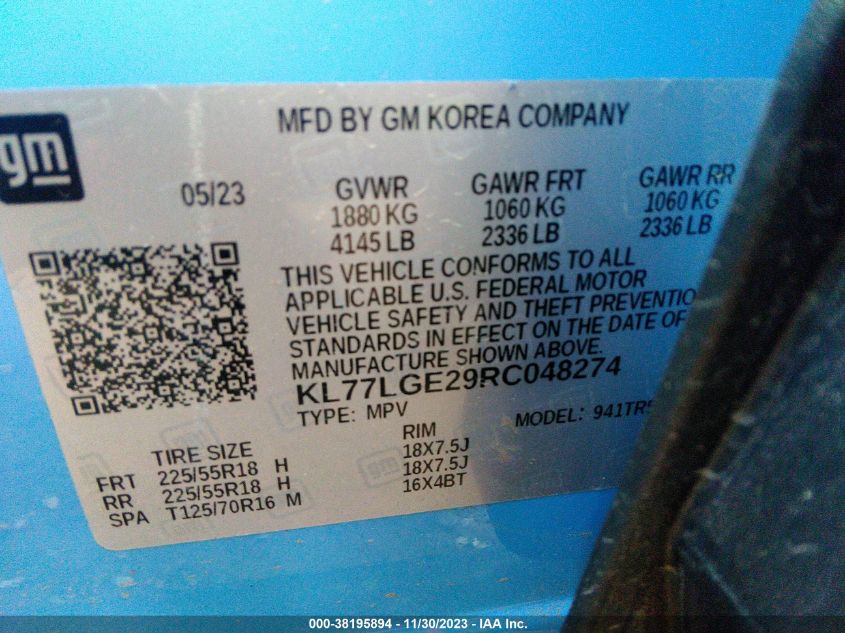 gm
MFD BY GM KOREA COMPANY
05/23
GVWR
1880 KG
4145 LB
GAWR FRT
1060 KG
2336 LB
GAWR RR
1060 KG
2336 LB
THIS VEHICLE CONFORMS TO ALL
APPLICABLE U.S. FEDERAL MOTOR
VEHICLE SAFETY AND THEFT PREVENTIO
STANDARDS IN EFFECT ON THE DATE OF
MANUFACTURE SHOWN ABOVE.
KL77LGE29RC048274
TYPE: MPV MODEL: 941TR
TIRE SIZE RIM
FRT 225/55R18 H 18X7.5J
RR 225/55R18 H 18X7.5J
SPA T125/70R16 M 16X4BT
000-38195894 - 11/30/2023 - IAA Inc.